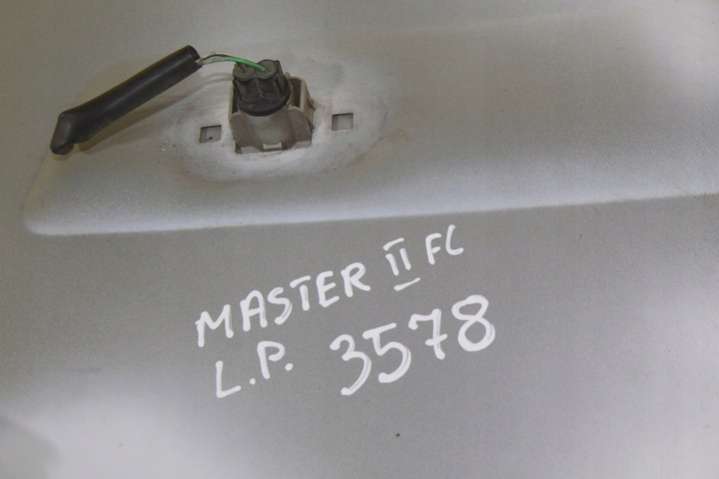 MASTER II FC
L.P. 3578